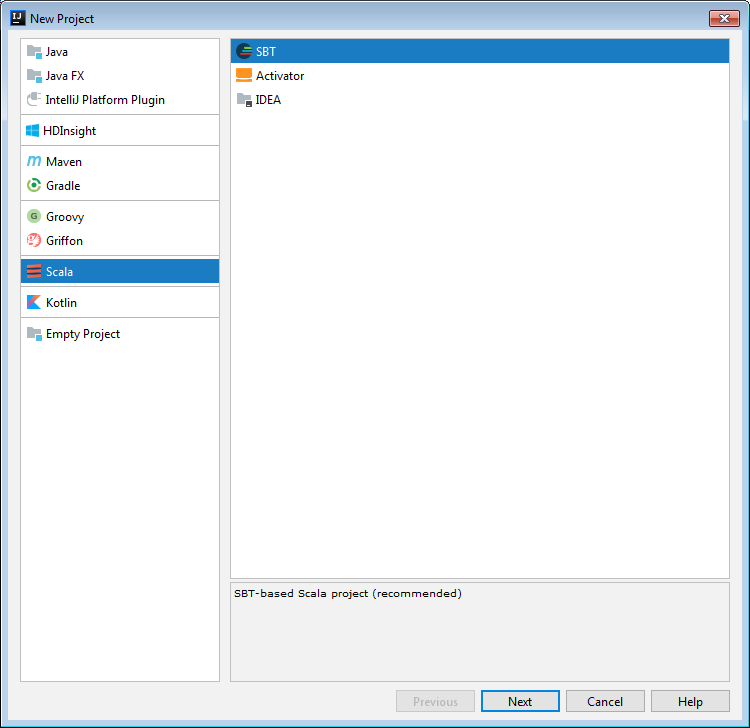 New Project
Java
Java FX
IntelliJ Platform Plugin
HDInsight
Maven
Gradle
Groovy
Griffon
Scala
Kotlin
Empty Project
SBT
Activator
IDEA
SBT-based Scala project (recommended)
Previous
Next
Cancel
Help